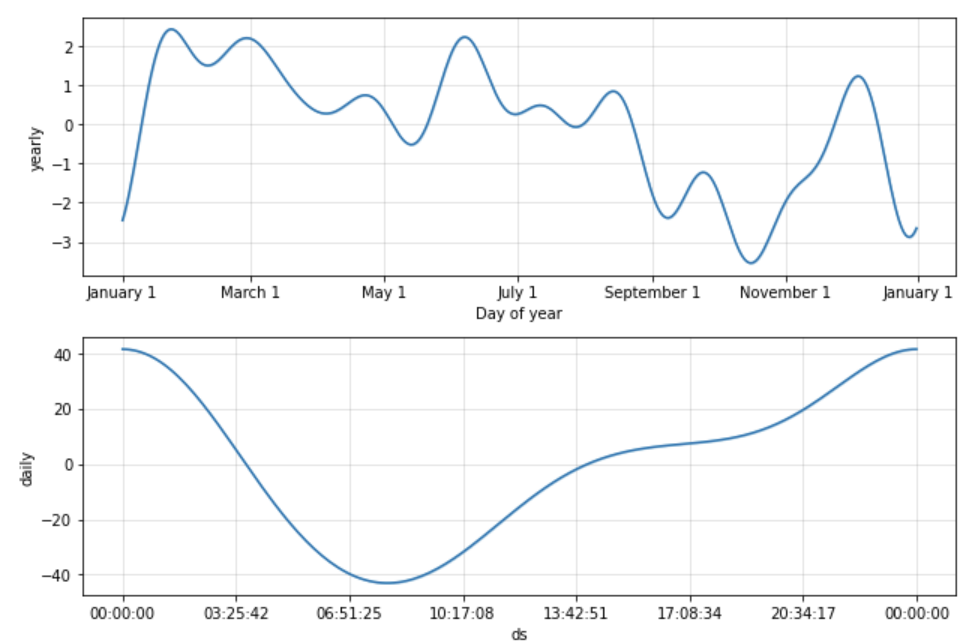 2
1
0
−1
−2
−3
yearly
January 1 March 1 May 1 July 1 September 1 November 1 January 1
Day of year
40
20
0
−20
−40
daily
00:00:00 03:25:42 06:51:25 10:17:08 13:42:51 17:08:34 20:34:17 00:00:00
ds